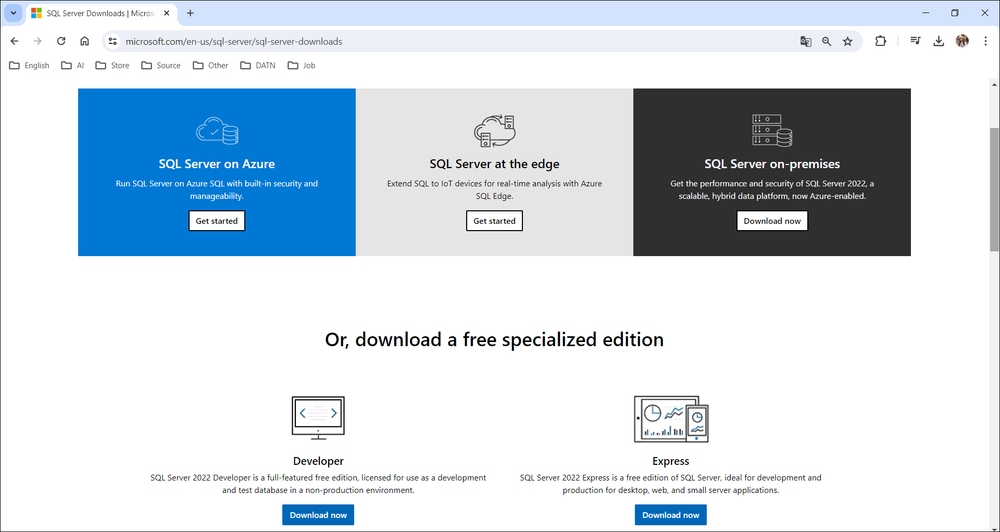 SQL Server Downloads | Micros
microsoft.com/en-us/sql-server/sql-server-downloads
English
AI
Store
Source
Other
DATN
Job
SQL Server on Azure
Run SQL Server on Azure SQL with built-in security and
manageability.
Get started
SQL Server at the edge
Extend SQL to IoT devices for real-time analysis with Azure
SQL Edge.
Get started
SQL Server on-premises
Get the performance and security of SQL Server 2022, a
scalable, hybrid data platform, now Azure-enabled.
Download now
Or, download a free specialized edition
Developer
SQL Server 2022 Developer is a full-featured free edition, licensed for use as a development
and test database in a non-production environment.
Download now
Express
SQL Server 2022 Express is a free edition of SQL Server, ideal for development and
production for desktop, web, and small server applications.
Download now